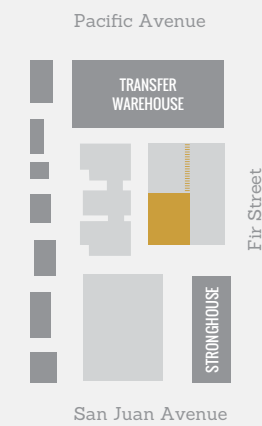 Pacific Avenue
TRANSFER
WAREHOUSE
Fir Street
STRONGHOUSE
San Juan Avenue